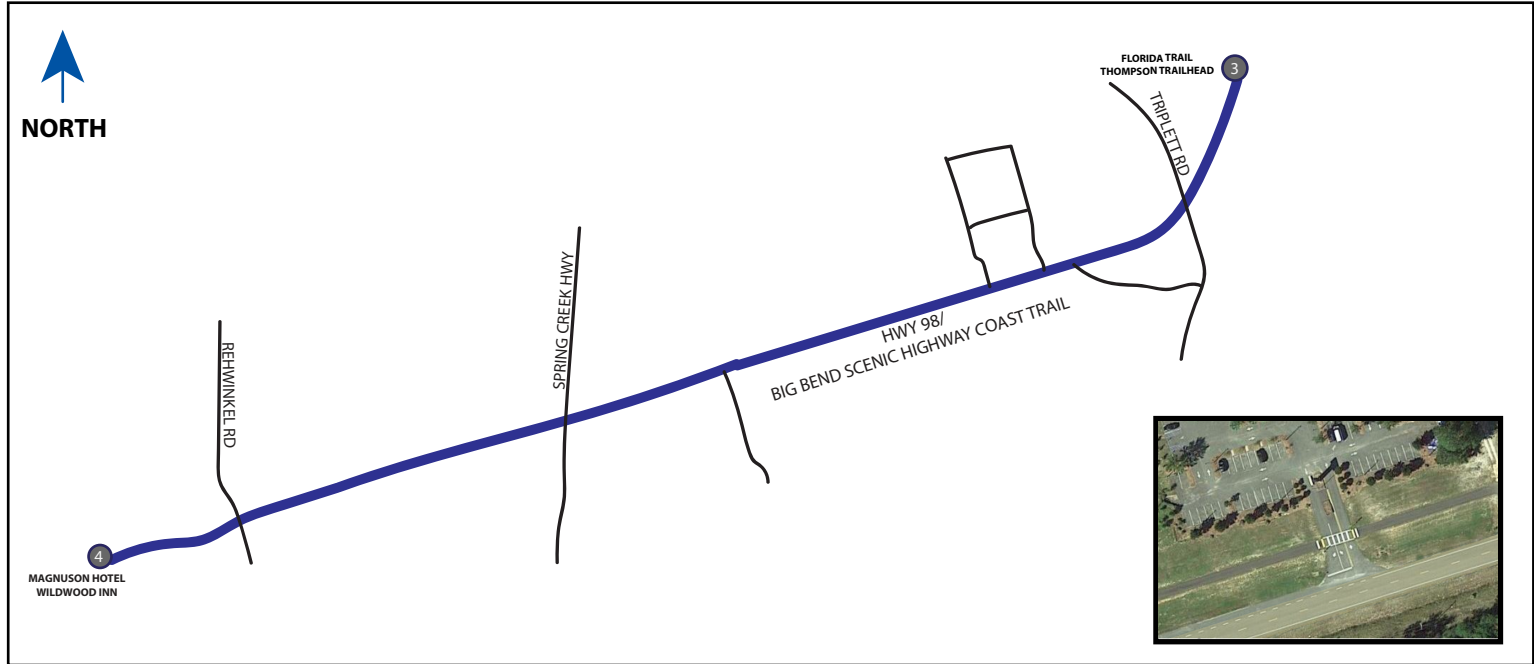 NORTH
FLORIDA TRAIL
THOMPSON TRAILHEAD
3
TRIPLETT RD
SPRING CREEK HWY
REHWINKEL RD
HWY 98/
BIG BEND SCENIC HIGHWAY COAST TRAIL
4
MAGNUSON HOTEL
WILDWOOD INN